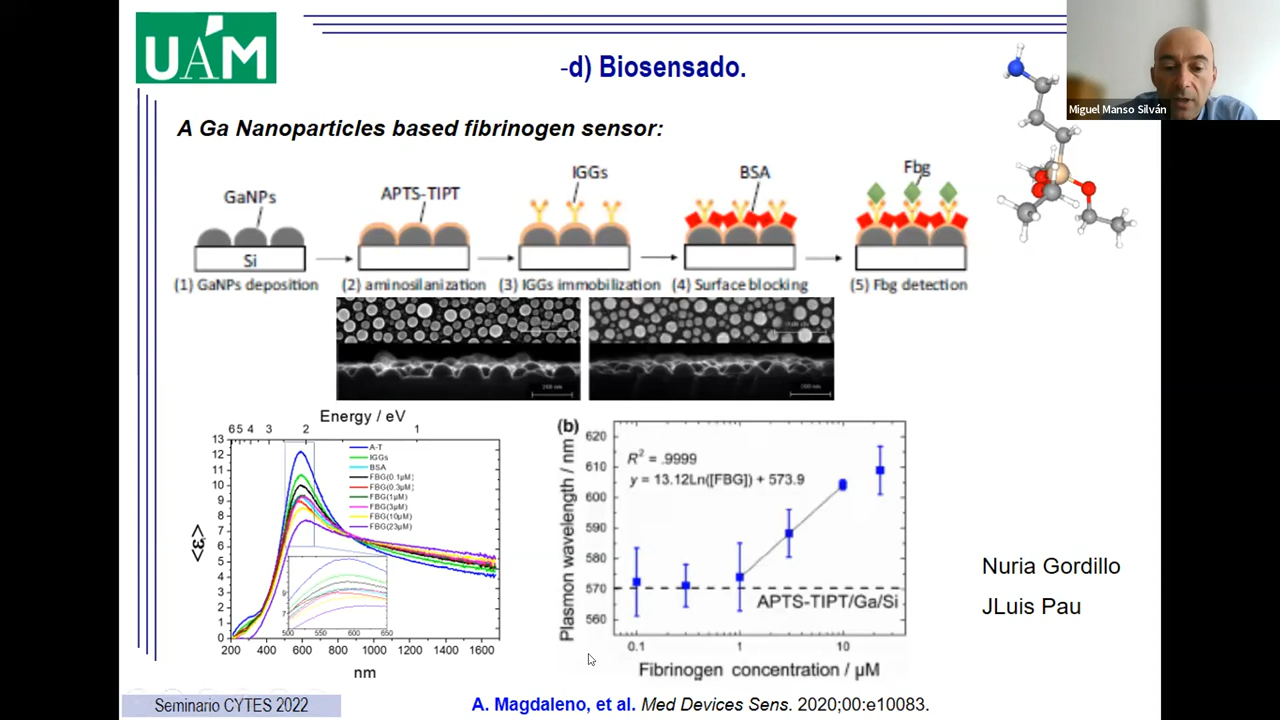 UAM
-d) Biosensado.
Miguel Manso Silván
A Ga Nanoparticles based fibrinogen sensor:
GaNPs
APTS-TIPT
IGGs
BSA
Fbg
Si
(1) GaNPs deposition
(2) aminosilanization
(3) IGGs immobilization
(4) Surface blocking
(5) Fbg detection
Energy / eV
6 5 4 3 2 1
13
12
11
10
9
8
7
6
5
4
3
2
1
0
<ε>
A-T
IGGs
BSA
FBG(0.1µM)
FBG(0.3µM)
FBG(1µM)
FBG(3µM)
FBG(10µM)
FBG(23µM)
500 550 600 650
200 400 600 800 1000 1200 1400 1600
nm
(b)
Plasmon wavelength / nm
620
610
600
590
580
570
560
R² = .9999
y = 13.12Ln([FBG]) + 573.9
APTS-TIPT/Ga/Si
0.1 1 10
Fibrinogen concentration / µM
Nuria Gordillo
JLuis Pau
Seminario CYTES 2022
A. Magdaleno, et al. Med Devices Sens. 2020;00:e10083.